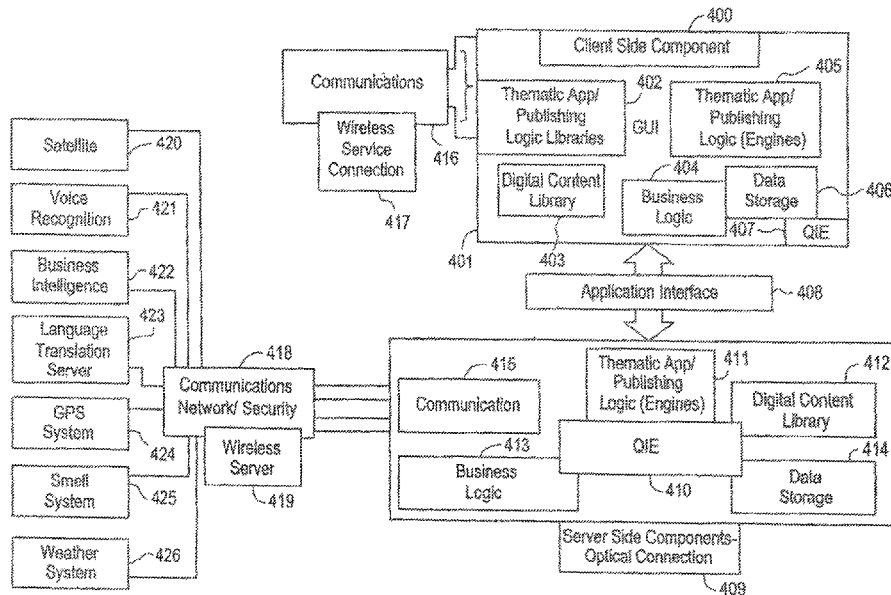 400
Client Side Component
405
Communications
Thematic App/
Publishing
Logic Libraries
402
GUI
Thematic App/
Publishing
Logic (Engines)
Wireless
Service
Connection
416
417
Digital Content
Library
404
Business
Logic
Data
Storage
406
401
403
407
QIE
Application Interface
408
Satellite
420
Voice
Recognition
421
Business
Intelligence
422
Language
Translation
Server
423
GPS
System
424
Smell
System
425
Weather
System
426
418
Communications
Network/ Security
Wireless
Server
419
415
Communication
Thematic App/
Publishing
Logic (Engines)
411
412
Digital Content
Library
413
Business
Logic
QIE
410
414
Data
Storage
Server Side Components-
Optical Connection
409